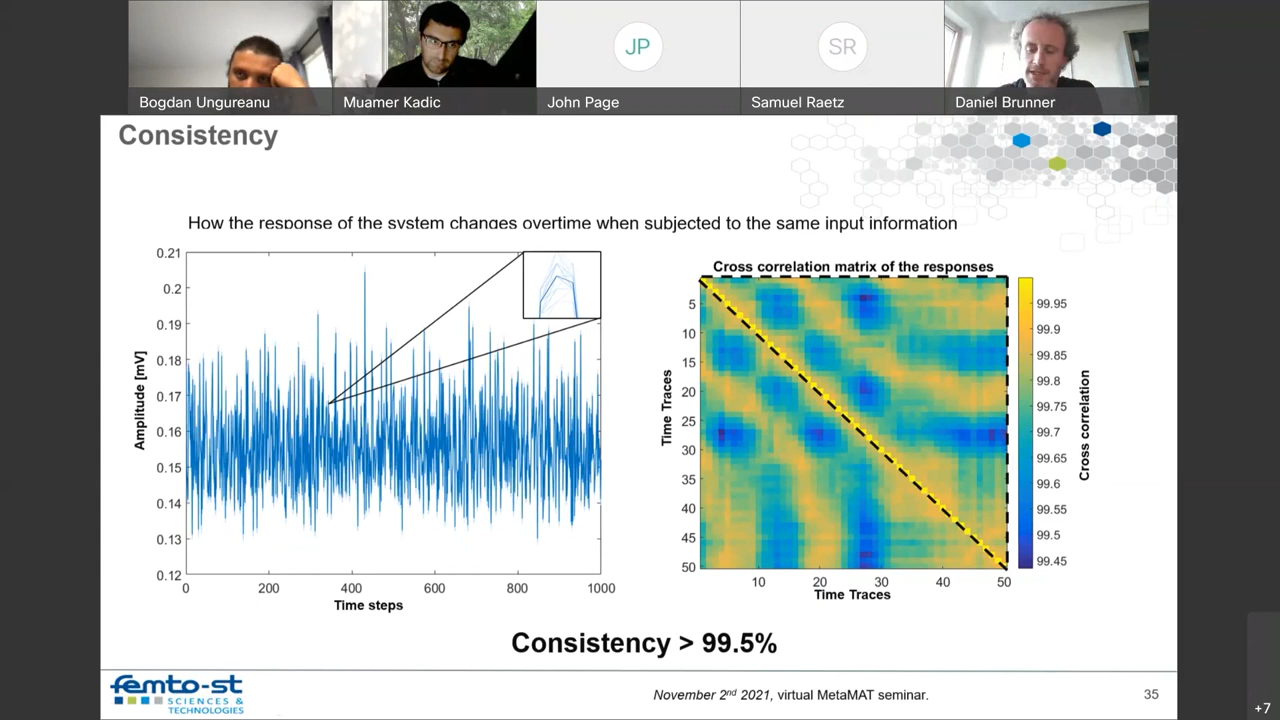 JP
SR
Bogdan Ungureanu
Muamer Kadic
John Page
Samuel Raetz
Daniel Brunner
Consistency
How the response of the system changes overtime when subjected to the same input information
0.21
0.2
0.19
0.18
0.17
0.16
0.15
0.14
0.13
0.12
Amplitude [mV]
0
200
400
600
800
1000
Time steps
Cross correlation matrix of the responses
5
10
15
20
25
30
35
40
45
50
Time Traces
10
20
30
40
50
Time Traces
99.95
99.9
99.85
99.8
99.75
99.7
99.65
99.6
99.55
99.5
99.45
Cross correlation
Consistency > 99.5%
femto-st
SCIENCES &
TECHNOLOGIES
November 2nd 2021, virtual MetaMAT seminar.
35
+7